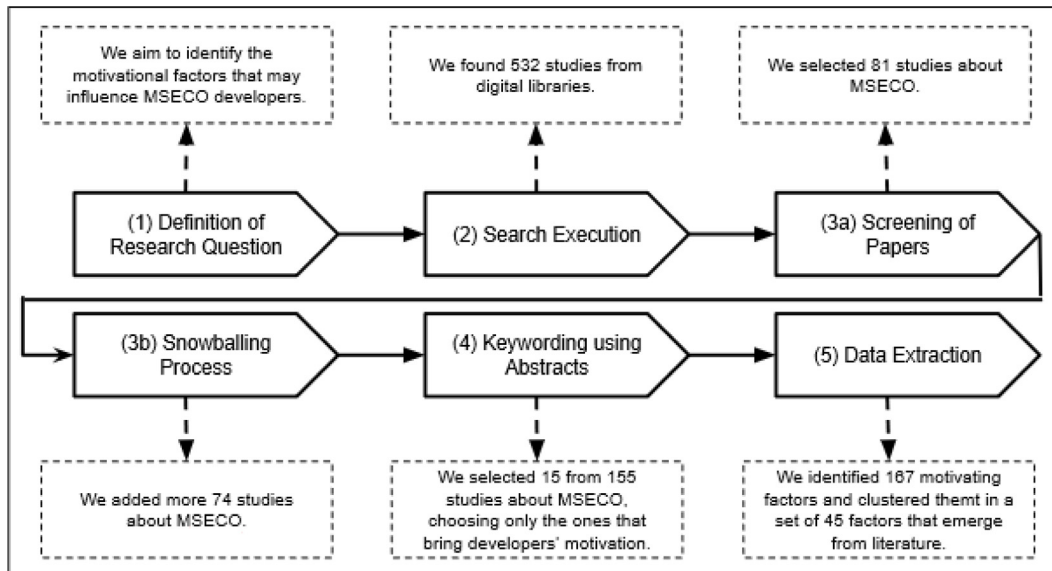 We aim to identify the
motivational factors that may
influence MSECO developers.
We found 532 studies from
digital libraries.
We selected 81 studies about
MSECO.
(1) Definition of
Research Question
(2) Search Execution
(3a) Screening of
Papers
(3b) Snowballing
Process
(4) Keywording using
Abstracts
(5) Data Extraction
We added more 74 studies
about MSECO.
We selected 15 from 155
studies about MSECO,
choosing only the ones that
bring developers' motivation.
We identified 167 motivating
factors and clustered themt in a
set of 45 factors that emerge
from literature.